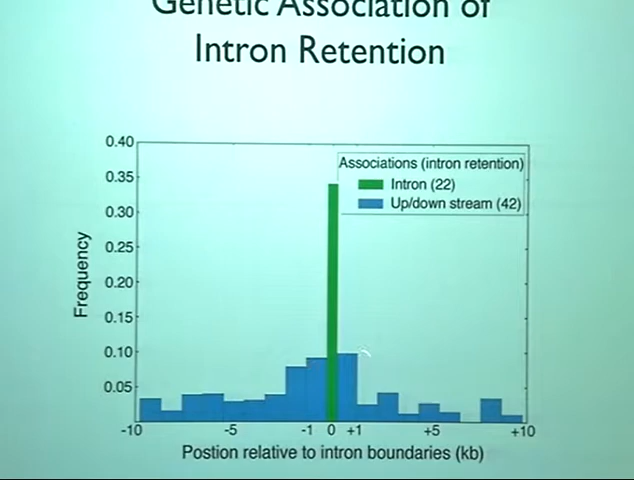 Genetic Association of
Intron Retention
0.40
0.35
0.30
0.25
0.20
0.15
0.10
0.05
Frequency
Associations (intron retention)
Intron (22)
Up/down stream (42)
-10 -5 -1 0 +1 +5 +10
Postion relative to intron boundaries (kb)